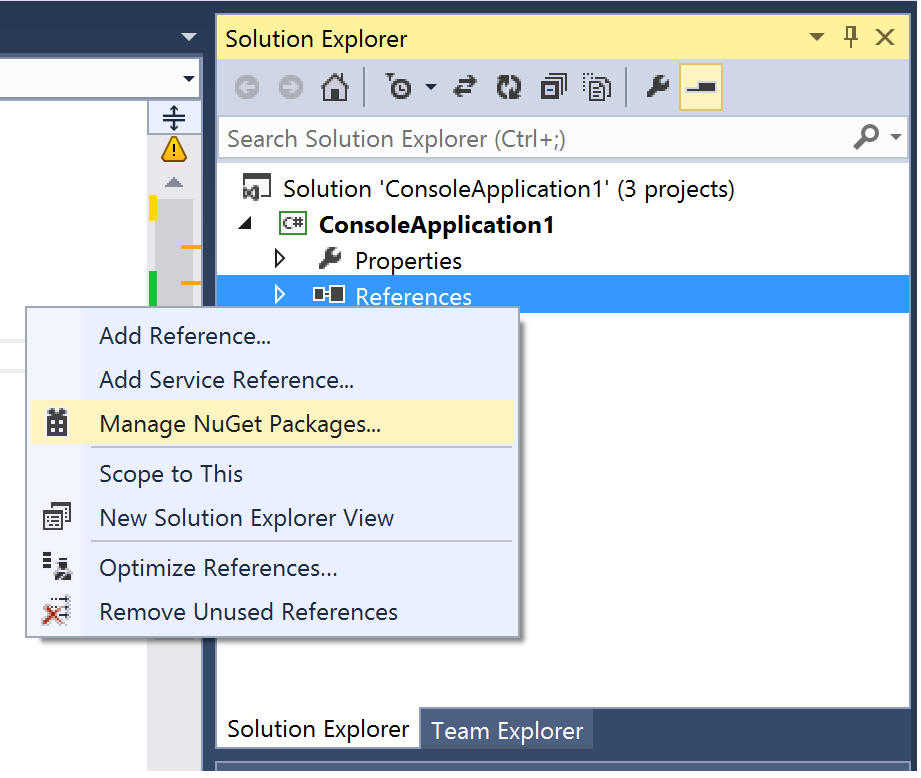 Solution Explorer
Search Solution Explorer (Ctrl+;)
Solution 'ConsoleApplication1' (3 projects)
C# ConsoleApplication1
Properties
References
Add Reference...
Add Service Reference...
Manage NuGet Packages...
Scope to This
New Solution Explorer View
Optimize References...
Remove Unused References
Solution Explorer Team Explorer